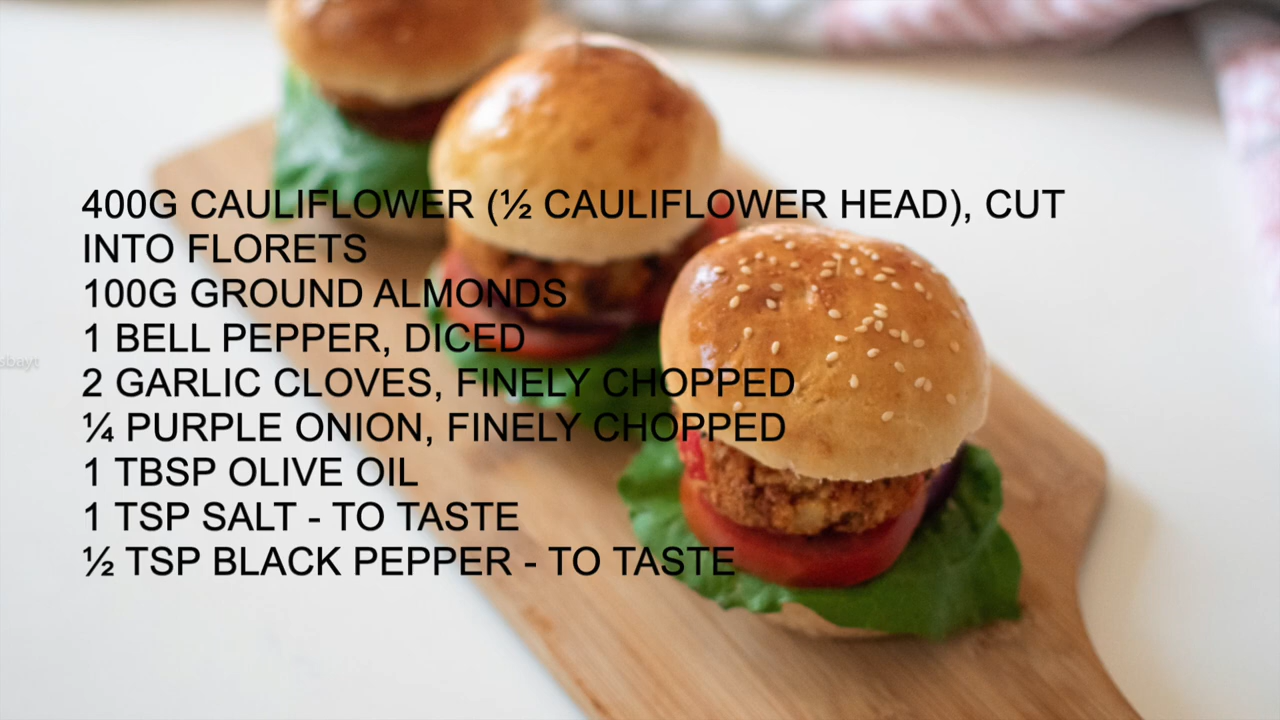 400G CAULIFLOWER (½ CAULIFLOWER HEAD), CUT
INTO FLORETS
100G GROUND ALMONDS
1 BELL PEPPER, DICED
2 GARLIC CLOVES, FINELY CHOPPED
¼ PURPLE ONION, FINELY CHOPPED
1 TBSP OLIVE OIL
1 TSP SALT - TO TASTE
½ TSP BLACK PEPPER - TO TASTE